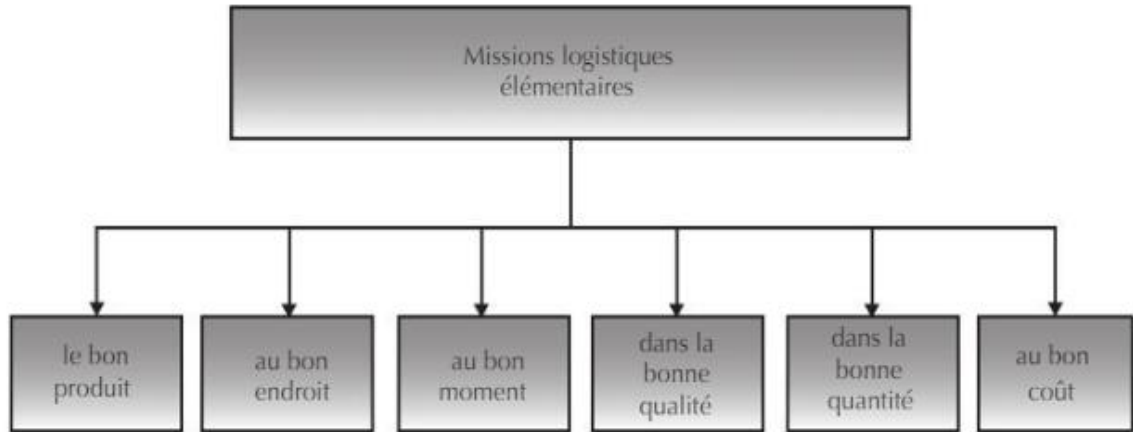 Missions logistiques
élémentaires
le bon
produit
au bon
endroit
au bon
moment
dans la
bonne
qualité
dans la
bonne
quantité
au bon
coût